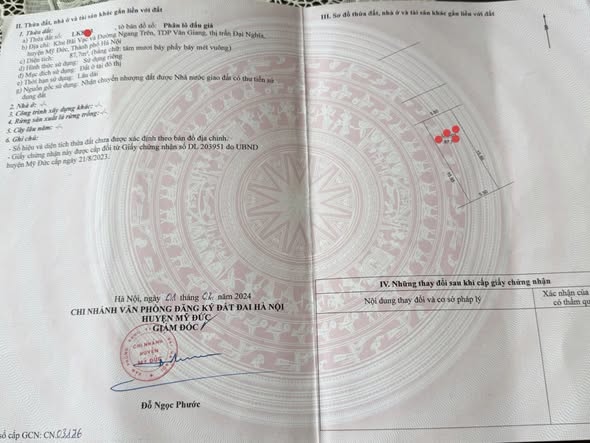 II. Thửa đất, nhà ở và tài sản khác gắn liền với đất
1. Thửa đất:
a) Thửa đất số: LK , tờ bản đồ số: Phân lô đấu giá
b) Địa chỉ: Khu Bãi Vạc và Đường Ngang Trên, TDP Văn Giang, thị trấn Đại Nghĩa,
huyện Mỹ Đức, Thành phố Hà Nội
c) Diện tích: 87,7m², (bằng chữ: tám mươi bảy phẩy bảy mét vuông)
d) Hình thức sử dụng: Sử dụng riêng
đ) Mục đích sử dụng: Đất ở tại đô thị
e) Thời hạn sử dụng: Lâu dài
g) Nguồn gốc sử dụng: Nhận chuyển nhượng đất được Nhà nước giao đất có thu tiền sử
dụng đất
2. Nhà ở: -/-
3. Công trình xây dựng khác: -/-
4. Rừng sản xuất là rừng trồng: -/-
5. Cây lâu năm: -/-
6. Ghi chú:
- Số hiệu và diện tích thửa đất chưa được xác định theo bản đồ địa chính.
- Giấy chứng nhận này được cấp đổi từ Giấy chứng nhận số DL 203951 do UBND
huyện Mỹ Đức cấp ngày 21/8/2023.
Hà Nội, ngày tháng năm 2024
CHI NHÁNH VĂN PHÒNG ĐĂNG KÝ ĐẤT ĐAI HÀ NỘI
HUYỆN MỸ ĐỨC
GIÁM ĐỐC
CHI NHÁNH
HUYỆN
MỸ ĐỨC
Đỗ Ngọc Phước
số cấp GCN: CN
III. Sơ đồ thửa đất, nhà ở và tài sản khác gắn liền với đất
IV. Những thay đổi sau khi cấp giấy chứng nhận
Nội dung thay đổi và cơ sở pháp lý
Xác nhận của
có thẩm qu